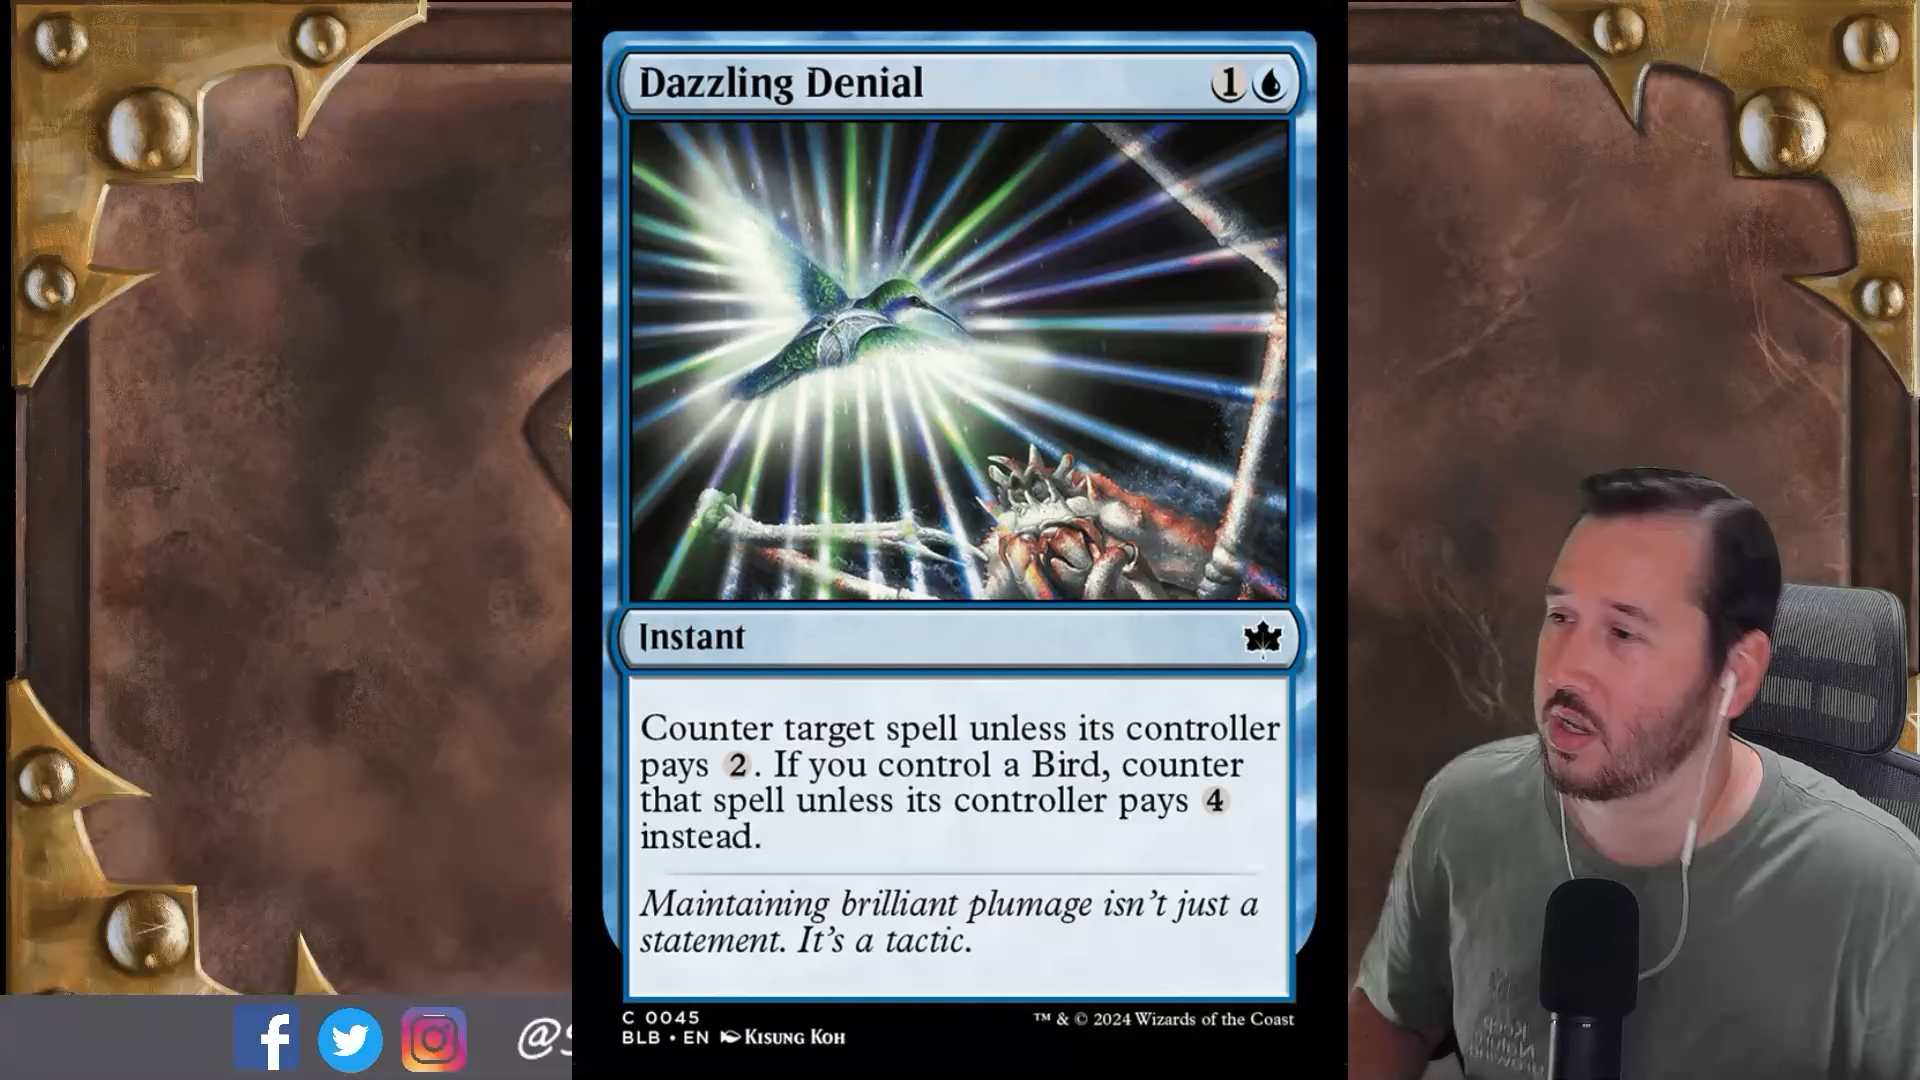 Dazzling Denial 1
Instant
Counter target spell unless its controller
pays 2. If you control a Bird, counter
that spell unless its controller pays 4
instead.
Maintaining brilliant plumage isn't just a
statement. It's a tactic.
C 0045
™ & © 2024 Wizards of the Coast
BLB • EN Kisung Koh
@S
Keep
Nature